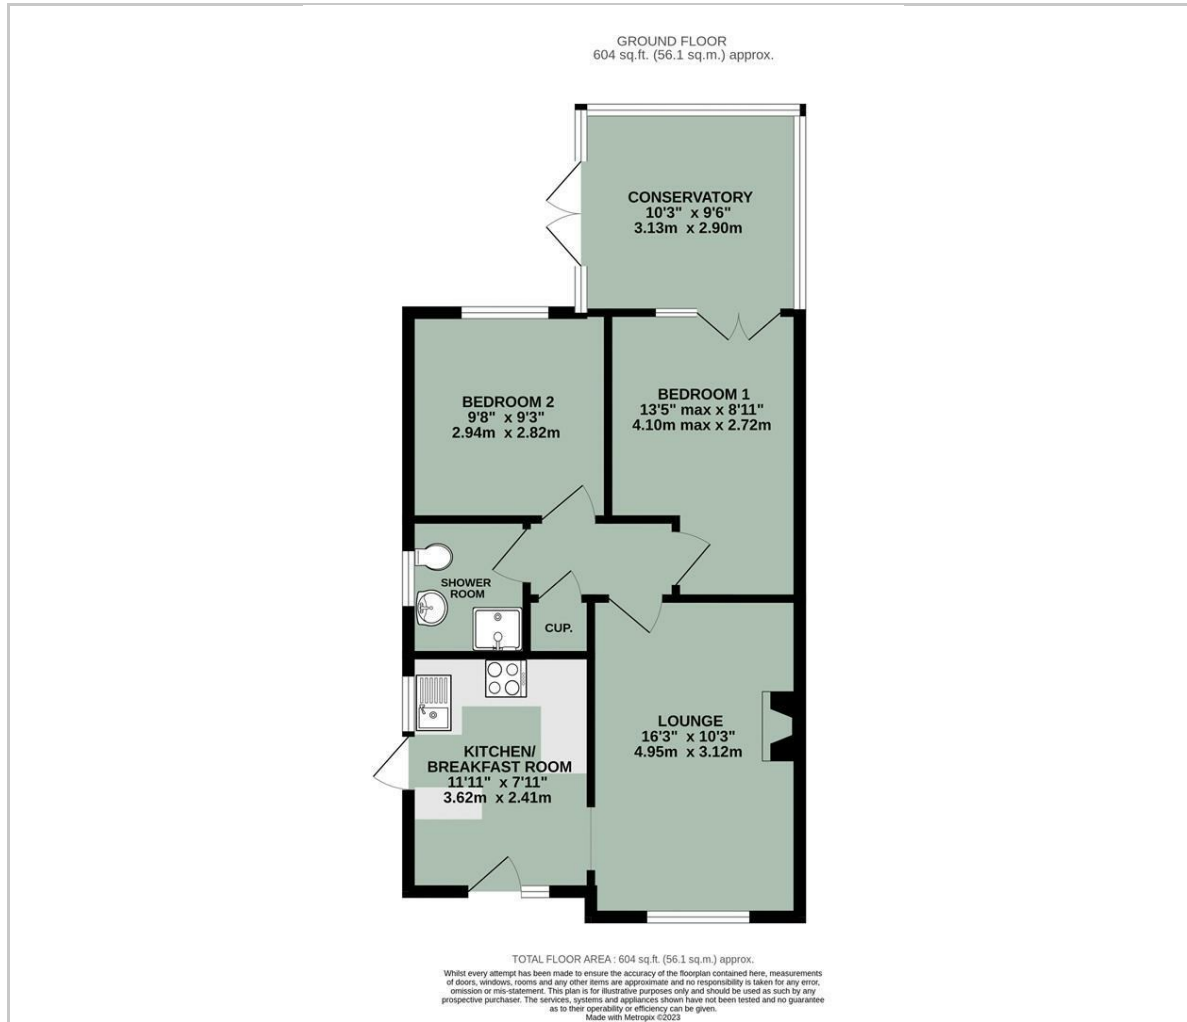 GROUND FLOOR
604 sq.ft. (56.1 sq.m.) approx.
CONSERVATORY
10'3" x 9'6"
3.13m x 2.90m
BEDROOM 2
9'8" x 9'3"
2.94m x 2.82m
BEDROOM 1
13'5" max x 8'11"
4.10m max x 2.72m
SHOWER
ROOM
CUP.
LOUNGE
16'3" x 10'3"
4.95m x 3.12m
KITCHEN/
BREAKFAST ROOM
11'11" x 7'11"
3.62m x 2.41m
TOTAL FLOOR AREA : 604 sq.ft. (56.1 sq.m.) approx.
Whilst every attempt has been made to ensure the accuracy of the floorplan contained here, measurements
of doors, windows, rooms and any other items are approximate and no responsibility is taken for any error,
omission or mis-statement. This plan is for illustrative purposes only and should be used as such by any
prospective purchaser. The services, systems and appliances shown have not been tested and no guarantee
as to their operability or efficiency can be given.
Made with Metropix ©2023